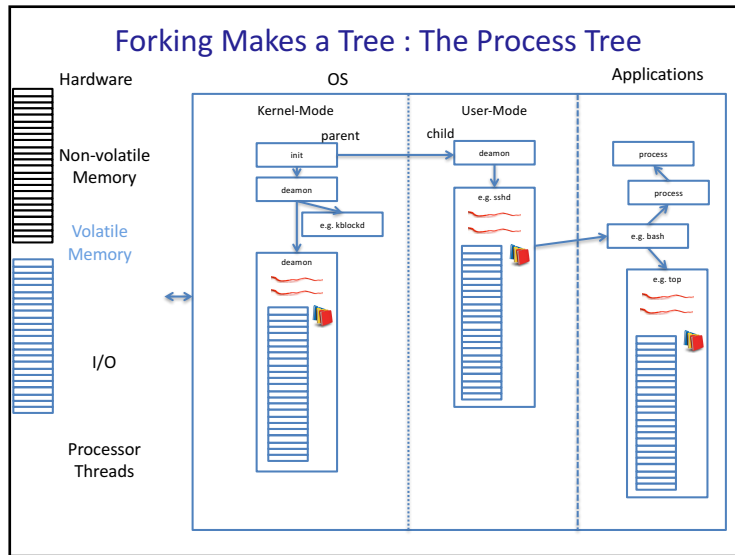 Forking Makes a Tree : The Process Tree
Hardware
OS
Applications
Kernel-Mode
User-Mode
parent
child
init
deamon
process
Non-volatile
Memory
deamon
process
e.g. sshd
e.g. kblockd
Volatile
Memory
e.g. bash
deamon
e.g. top
I/O
Processor
Threads